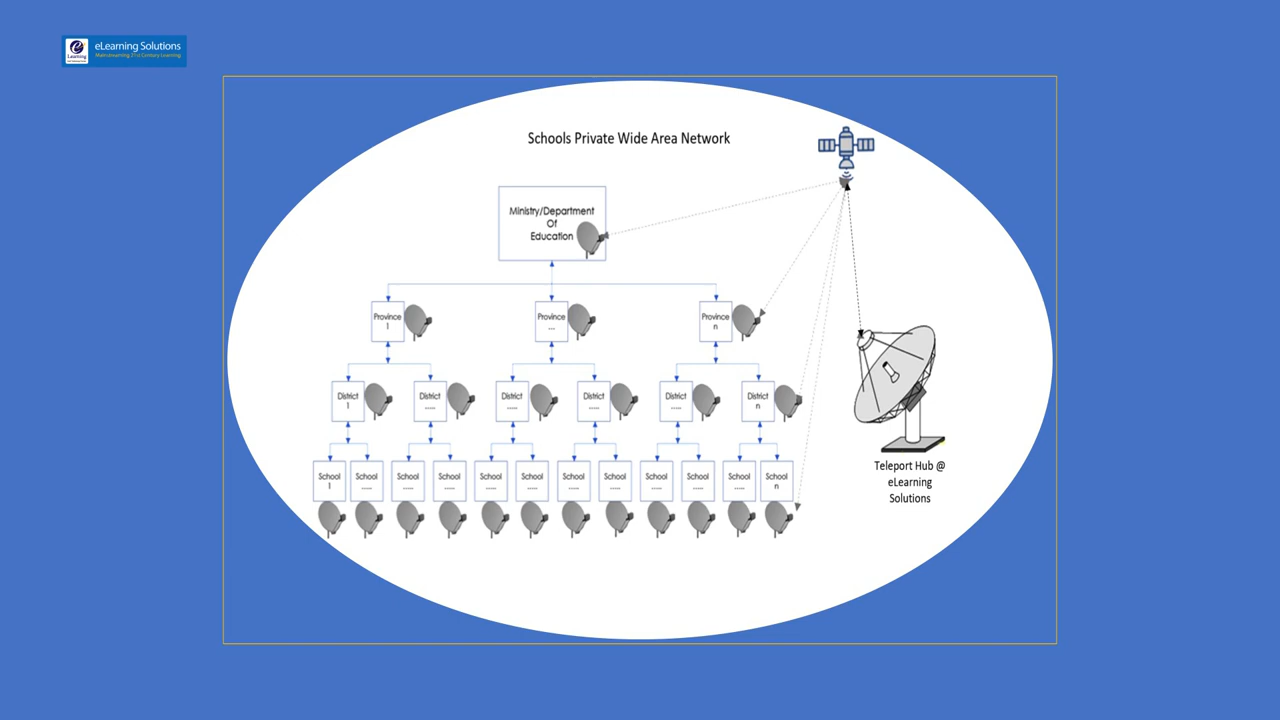 eLearning Solutions
Mainstreaming 21st Century Learning
e
Learning
Schools Private Wide Area Network
Ministry/Department
Of
Education
Province
1
Province
...
Province
n
District
1
District
.....
District
.....
District
.....
District
.....
District
n
School
1
School
.....
School
.....
School
.....
School
.....
School
.....
School
.....
School
.....
School
.....
School
.....
School
.....
School
n
Teleport Hub @
eLearning
Solutions